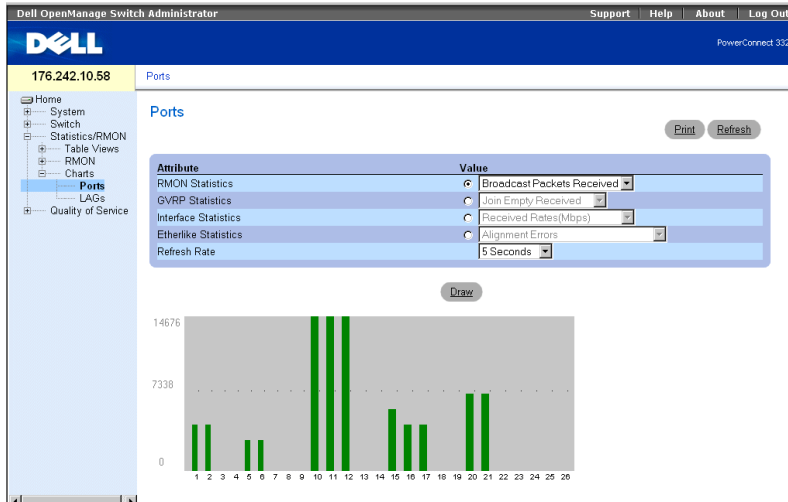 Dell OpenManage Switch Administrator
Support | Help | About | Log Out
DELL
PowerConnect 332
176.242.10.58
Ports
Home
System
Switch
Statistics/RMON
Table Views
RMON
Charts
Ports
LAGs
Quality of Service
Ports
Print Refresh
Attribute Value
RMON Statistics Broadcast Packets Received
GVRP Statistics Join Empty Received
Interface Statistics Received Rates(Mbps)
Etherlike Statistics Alignment Errors
Refresh Rate 5 Seconds
Draw
14676
7338
0
1 2 3 4 5 6 7 8 9 10 11 12 13 14 15 16 17 18 19 20 21 22 23 24 25 26